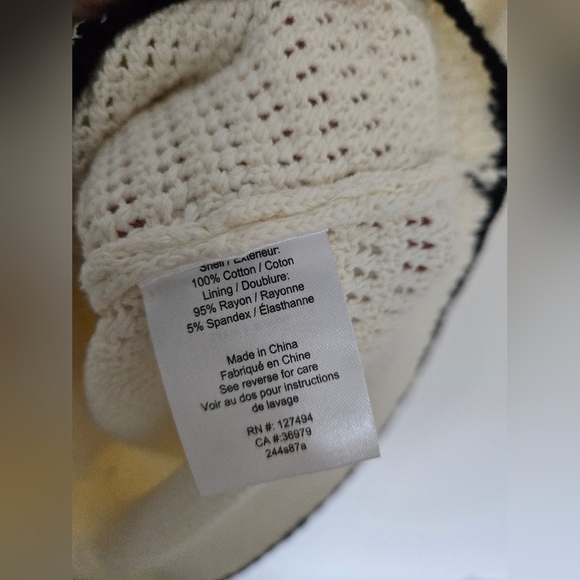 Shell / Extérieur:
100% Cotton / Coton
Lining / Doublure:
95% Rayon / Rayonne
5% Spandex / Élasthanne
Made in China
Fabriqué en Chine
See reverse for care
Voir au dos pour instructions
de lavage
RN #: 127494
CA #:36979
244s87a